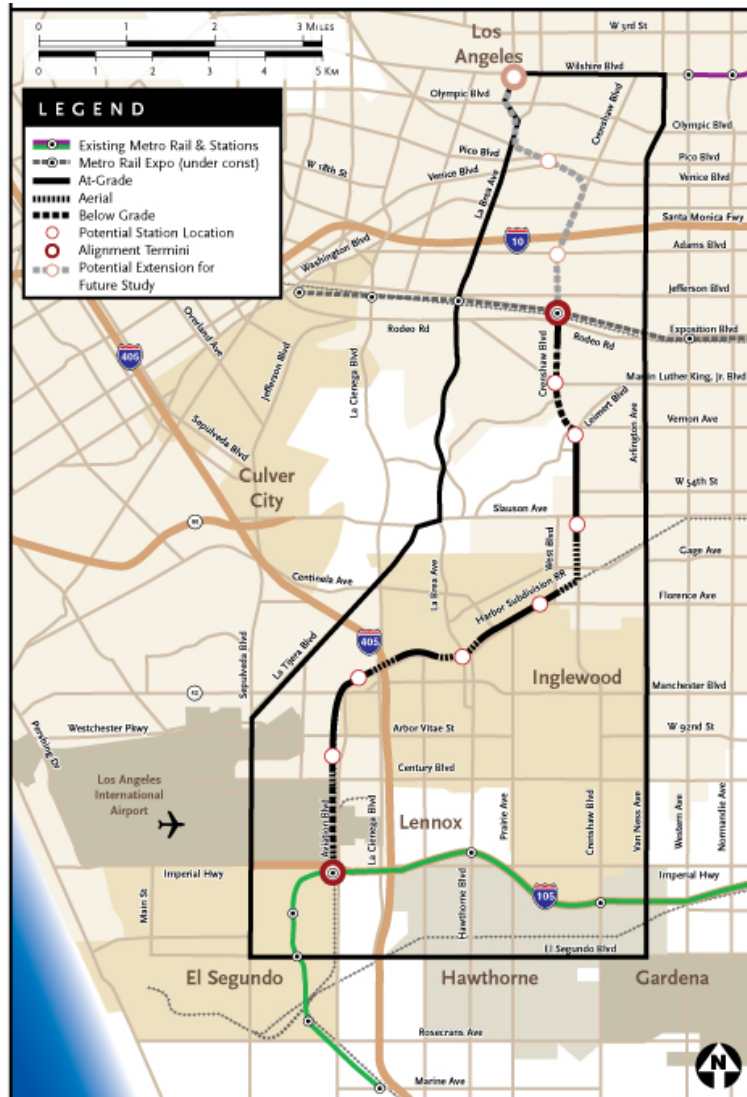 0 1 2 3 MILES
0 1 2 3 4 5 KM
LEGEND
Existing Metro Rail & Stations
Metro Rail Expo (under const)
At-Grade
Aerial
Below Grade
Potential Station Location
Alignment Termini
Potential Extension for
Future Study
Los
Angeles
W 3rd St
Wilshire Blvd
Olympic Blvd
Crenshaw Blvd
Olympic Blvd
Pico Blvd
Pico Blvd
W 18th St
Venice Blvd
Venice Blvd
La Brea Ave
Santa Monica Fwy
Washington Blvd
10
Adams Blvd
Jefferson Blvd
Overland Ave
Rodeo Rd
Rodeo Rd
Exposition Blvd
405
Jefferson Blvd
La Cienega Blvd
Crenshaw Blvd
Martin Luther King, Jr. Blvd
Leimert Blvd
Arlington Ave
Vernon Ave
Sepulveda Blvd
Culver
City
W 54th St
Slauson Ave
90
West Blvd
Gage Ave
Centinela Ave
La Brea Ave
Harbor Subdivision RR
Florence Ave
405
Sepulveda Blvd
La Tijera Blvd
Inglewood
Manchester Blvd
Westchester Pkwy
Arbor Vitae St
W 92nd St
Pershing Dr
Century Blvd
Los Angeles
International
Airport
Aviation Blvd
La Cienega Blvd
Lennox
Prairie Ave
Crenshaw Blvd
Van Ness Ave
Western Ave
Normandie Ave
Imperial Hwy
Imperial Hwy
Main St
Hawthorne Blvd
105
El Segundo Blvd
El Segundo
Hawthorne
Gardena
Rosecrans Ave
Marine Ave
N